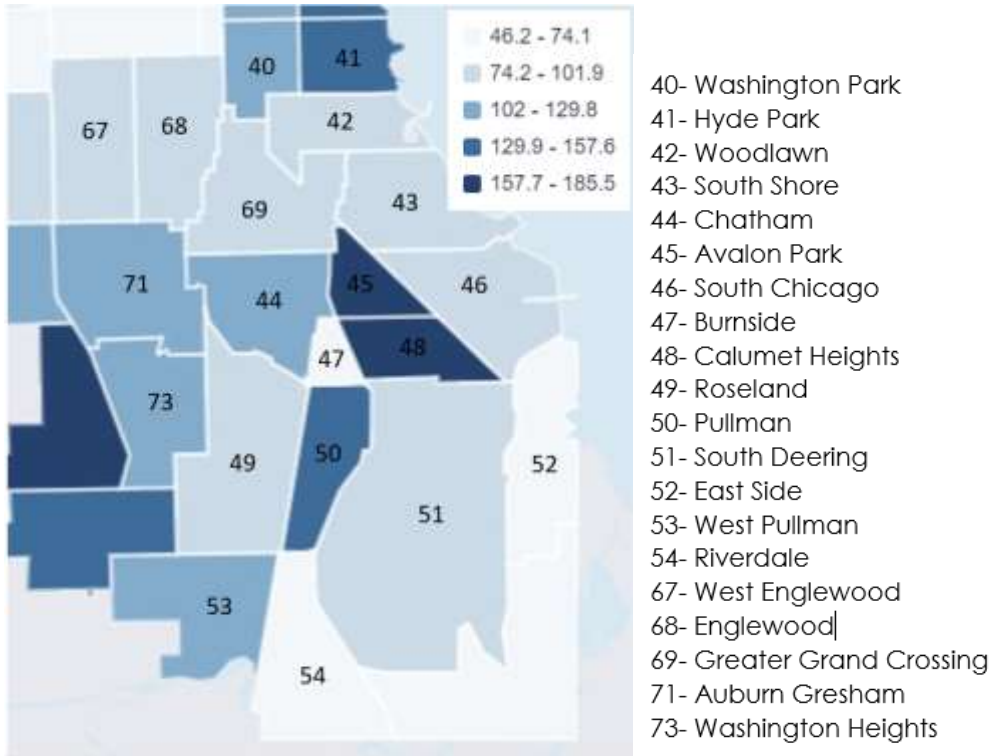 46.2 - 74.1
74.2 - 101.9
102 - 129.8
129.9 - 157.6
157.7 - 185.5
40
41
42
67
68
69
43
71
44
45
46
47
48
73
49
50
51
52
53
54
40- Washington Park
41- Hyde Park
42- Woodlawn
43- South Shore
44- Chatham
45- Avalon Park
46- South Chicago
47- Burnside
48- Calumet Heights
49- Roseland
50- Pullman
51- South Deering
52- East Side
53- West Pullman
54- Riverdale
67- West Englewood
68- Englewood
69- Greater Grand Crossing
71- Auburn Gresham
73- Washington Heights